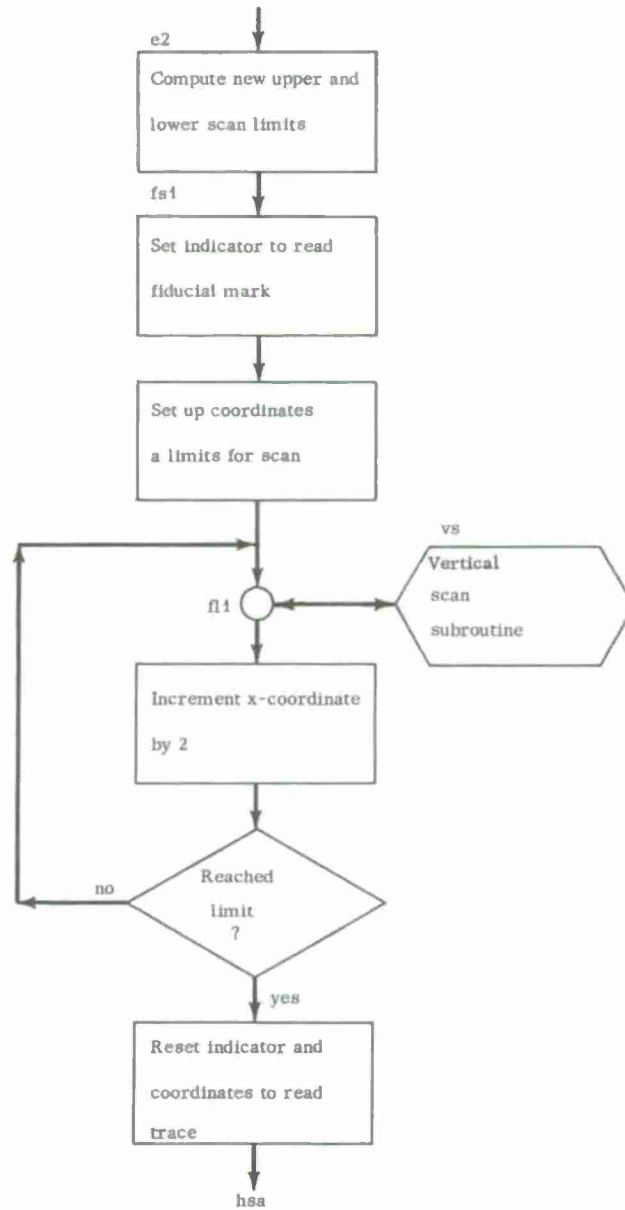 e2
Compute new upper and
lower scan limits
fs1
Set indicator to read
fiducial mark
Set up coordinates
a limits for scan
vs
Vertical
scan
subroutine
fl1
Increment x-coordinate
by 2
Reached
limit
?
no
yes
Reset indicator and
coordinates to read
trace
hsa